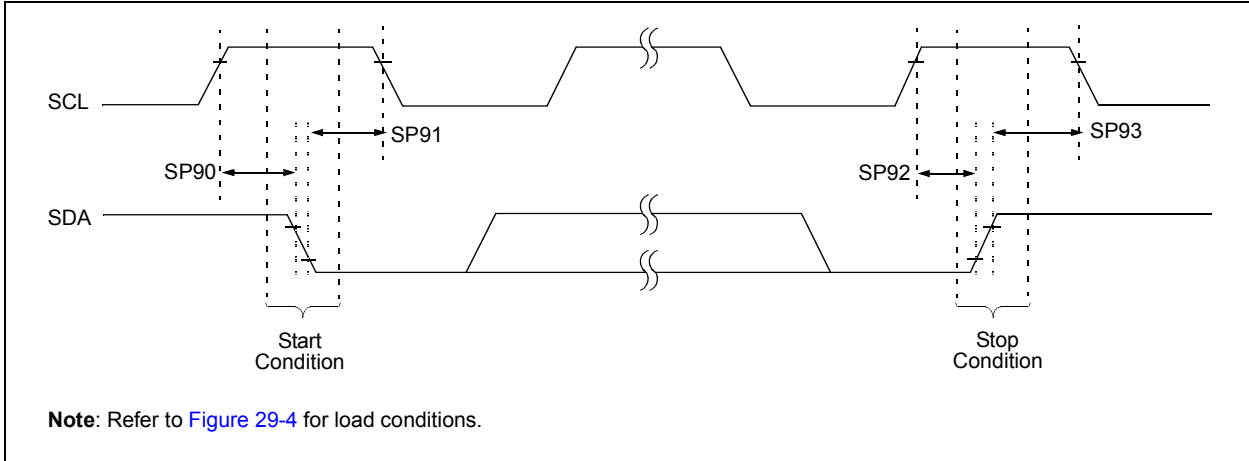 SCL
SP91
SP93
SP90
SP92
SDA
Start
Condition
Stop
Condition
Note: Refer to Figure 29-4 for load conditions.